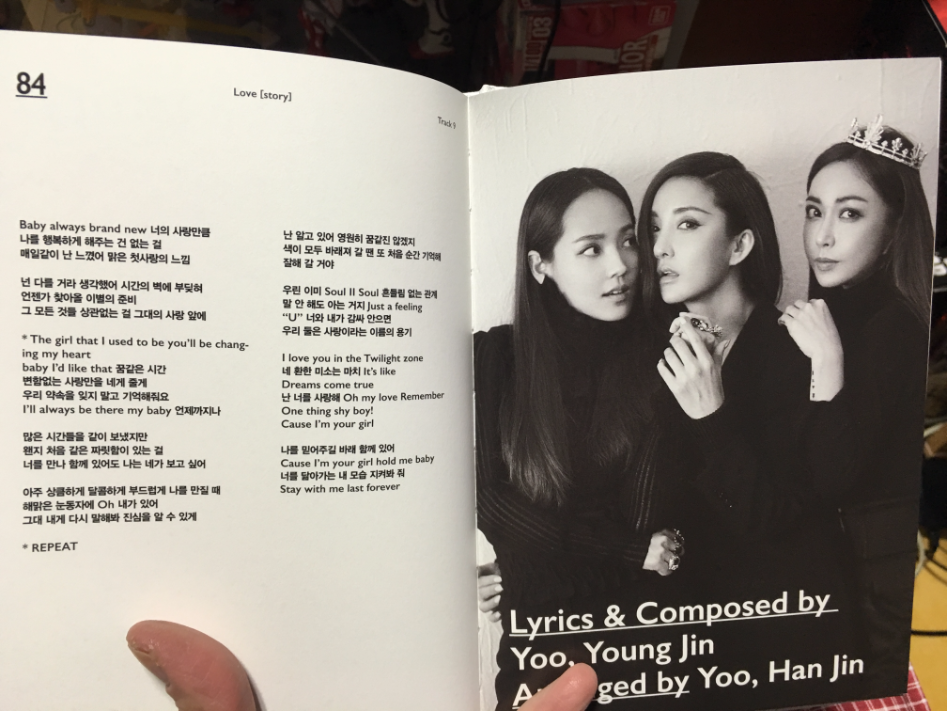 84
Love [story]
Track 9
Baby always brand new 너의 사랑만큼
나를 행복하게 해주는 건 없는 걸
매일같이 난 느꼈어 맑은 첫사랑의 느낌
넌 다를 거라 생각했어 시간의 벽에 부딪혀
언젠가 찾아올 이별의 준비
그 모든 것들 상관없는 걸 그대의 사랑 앞에
* The girl that I used to be you'll be chang-
ing my heart
baby I'd like that 꿈같은 시간
변함없는 사랑만을 네게 줄게
우리 약속을 잊지 말고 기억해줘요
I'll always be there my baby 언제까지나
많은 시간들을 같이 보냈지만
왠지 처음 같은 짜릿함이 있는 걸
너를 만나 함께 있어도 나는 네가 보고 싶어
아주 상큼하게 달콤하게 부드럽게 나를 만질 때
해맑은 눈동자에 Oh 내가 있어
그대 내게 다시 말해봐 진심을 알 수 있게
* REPEAT
난 알고 있어 영원히 꿈같진 않겠지
색이 모두 바래져 갈 땐 또 처음 순간 기억해
잘해 갈 거야
우린 이미 Soul II Soul 흔들림 없는 관계
말 안 해도 아는 거지 Just a feeling
“U” 너와 내가 감싸 안으면
우리 둘은 사랑이라는 이름의 용기
I love you in the Twilight zone
네 환한 미소는 마치 It's like
Dreams come true
난 너를 사랑해 Oh my love Remember
One thing shy boy!
Cause I'm your girl
나를 믿어주길 바래 함께 있어
Cause I'm your girl hold me baby
너를 닮아가는 내 모습 지켜봐 줘
Stay with me last forever
Lyrics & Composed by
Yoo, Young Jin
ged by Yoo, Han Jin